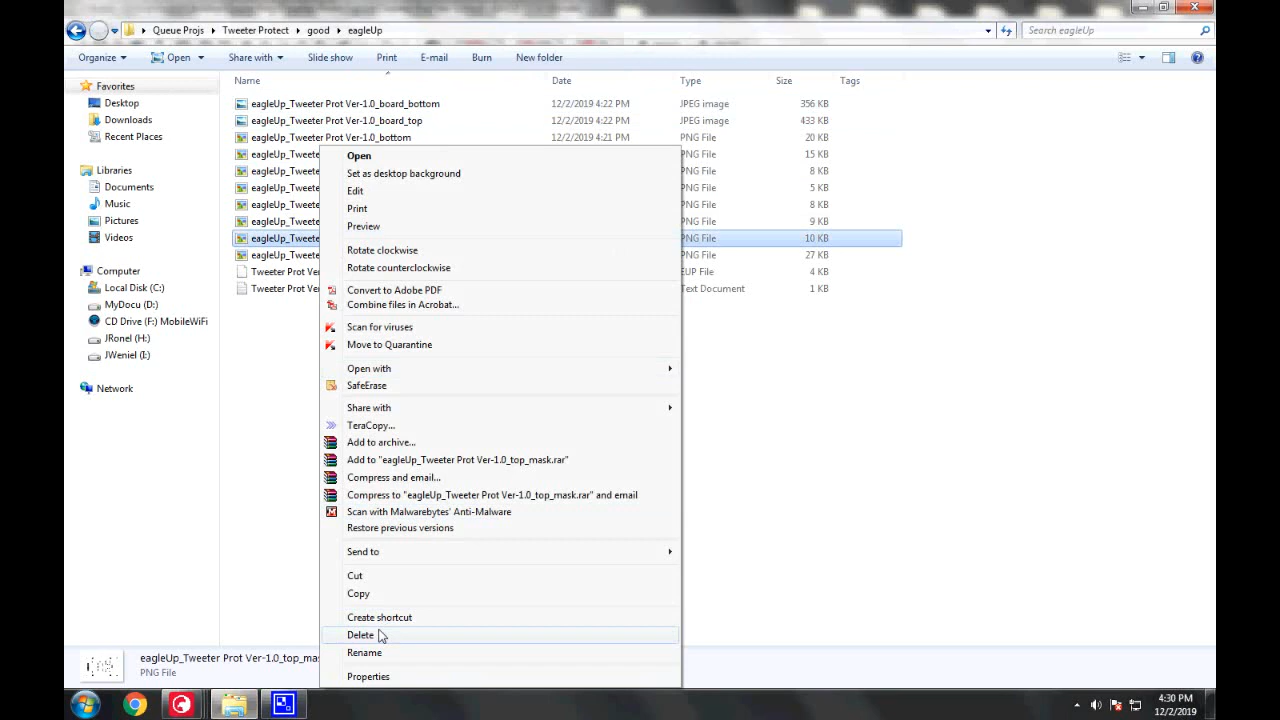 Queue Projs Tweeter Protect good eagleUp Search eagleUp
Organize Open Share with Slide show Print E-mail Burn New folder
Name Date Type Size Tags
Favorites
Desktop
Downloads
Recent Places
Libraries
Documents
Music
Pictures
Videos
Computer
Local Disk (C:)
MyDocu (D:)
CD Drive (F:) MobileWiFi
JRonel (H:)
JWeniel (I:)
Network
eagleUp_Tweeter Prot Ver-1.0_board_bottom 12/2/2019 4:22 PM JPEG image 356 KB
eagleUp_Tweeter Prot Ver-1.0_board_top 12/2/2019 4:22 PM JPEG image 433 KB
eagleUp_Tweeter Prot Ver-1.0_bottom 12/2/2019 4:21 PM PNG File 20 KB
eagleUp_Tweete PNG File 15 KB
eagleUp_Tweete PNG File 8 KB
eagleUp_Tweete PNG File 5 KB
eagleUp_Tweete PNG File 8 KB
eagleUp_Tweete PNG File 9 KB
eagleUp_Tweete PNG File 10 KB
eagleUp_Tweete PNG File 27 KB
Tweeter Prot Ve EUP File 4 KB
Tweeter Prot Ve Text Document 1 KB
Open
Set as desktop background
Edit
Print
Preview
Rotate clockwise
Rotate counterclockwise
Convert to Adobe PDF
Combine files in Acrobat...
Scan for viruses
Move to Quarantine
Open with
SafeErase
Share with
TeraCopy...
Add to archive...
Add to "eagleUp_Tweeter Prot Ver-1.0_top_mask.rar"
Compress and email...
Compress to "eagleUp_Tweeter Prot Ver-1.0_top_mask.rar" and email
Scan with Malwarebytes' Anti-Malware
Restore previous versions
Send to
Cut
Copy
Create shortcut
Delete
Rename
Properties
eagleUp_Tweeter Prot Ver-1.0_top_ma
PNG File
4:30 PM
12/2/2019